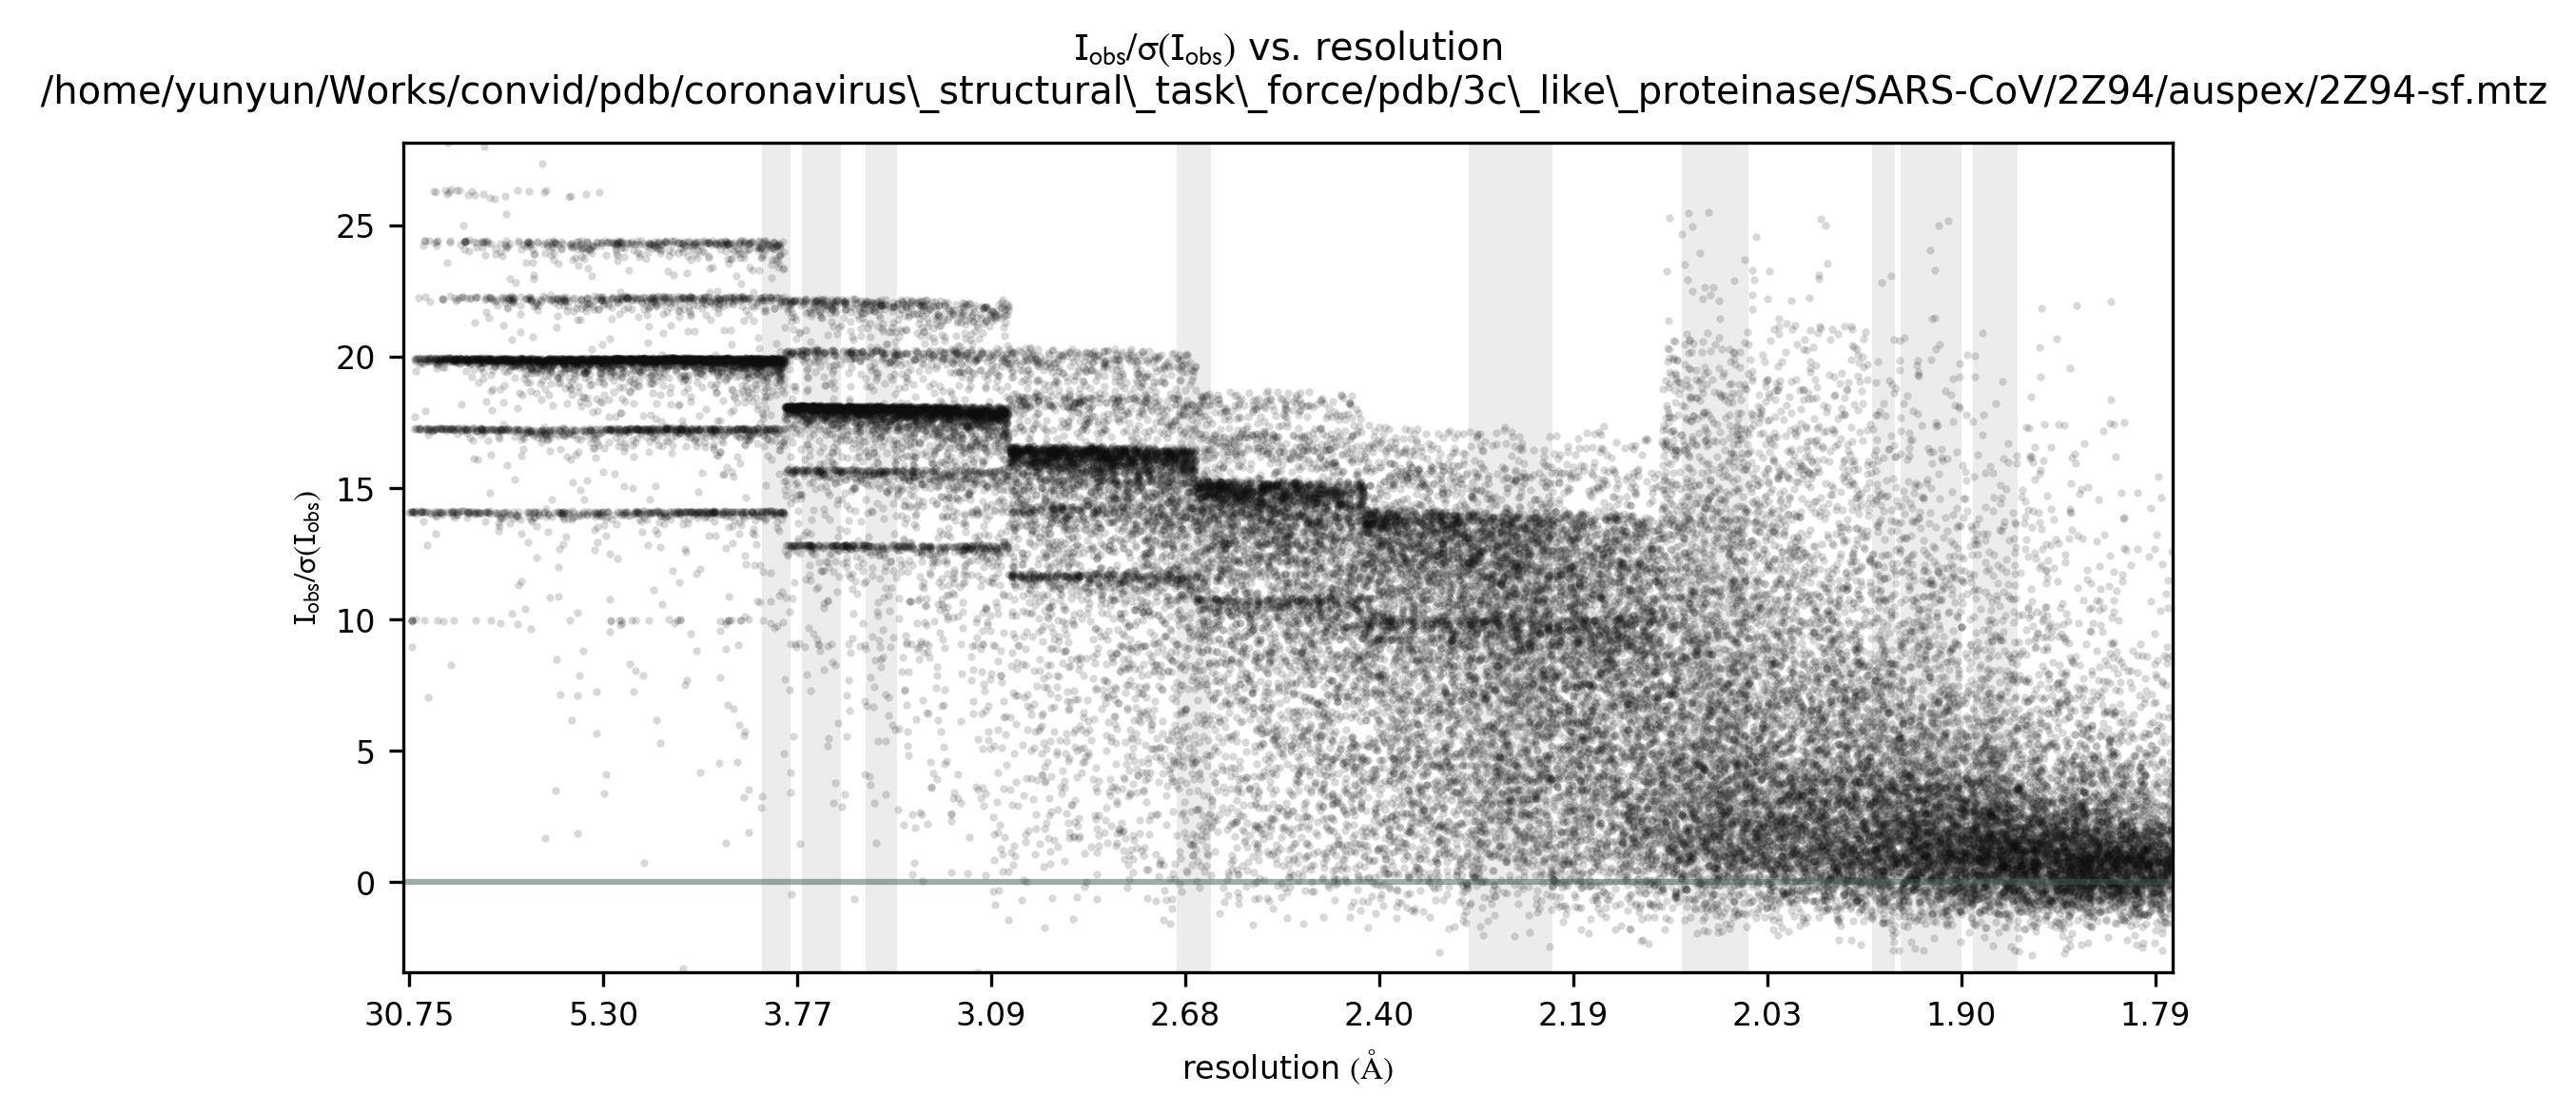 Iobs/σ(Iobs) vs. resolution
/home/yunyun/Works/convid/pdb/coronavirus\_structural\_task\_force/pdb/3c\_like\_proteinase/SARS-CoV/2Z94/auspex/2Z94-sf.mtz
25
20
15
10
5
0
Iobs/σ(Iobs)
30.75 5.30 3.77 3.09 2.68 2.40 2.19 2.03 1.90 1.79
resolution (Å)